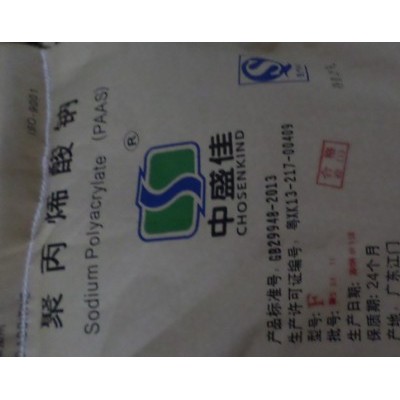 ISO-9001
聚丙烯酸钠
Sodium Polyacrylate (PAAS)
®
中盛佳
CHOSENKIND
产品标准号: GB29948-2013
生产许可证编号: 粤XK13-217-00409
型号: F
批号:
生产日期:
保质期: 24个月
产地: 广东江门
合格